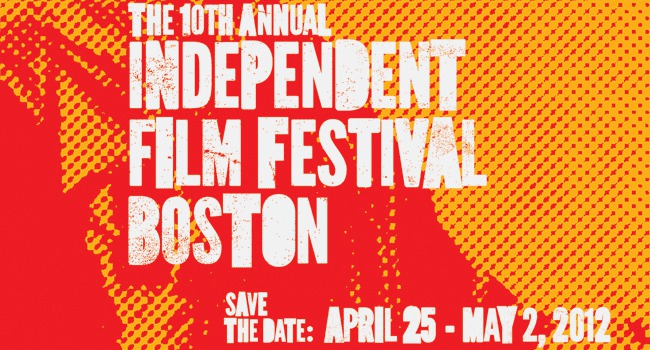 THE 10TH ANNUAL
INDEPENDENT
FILM FESTIVAL
BOSTON
SAVE
THE DATE: APRIL 25 - MAY 2, 2012